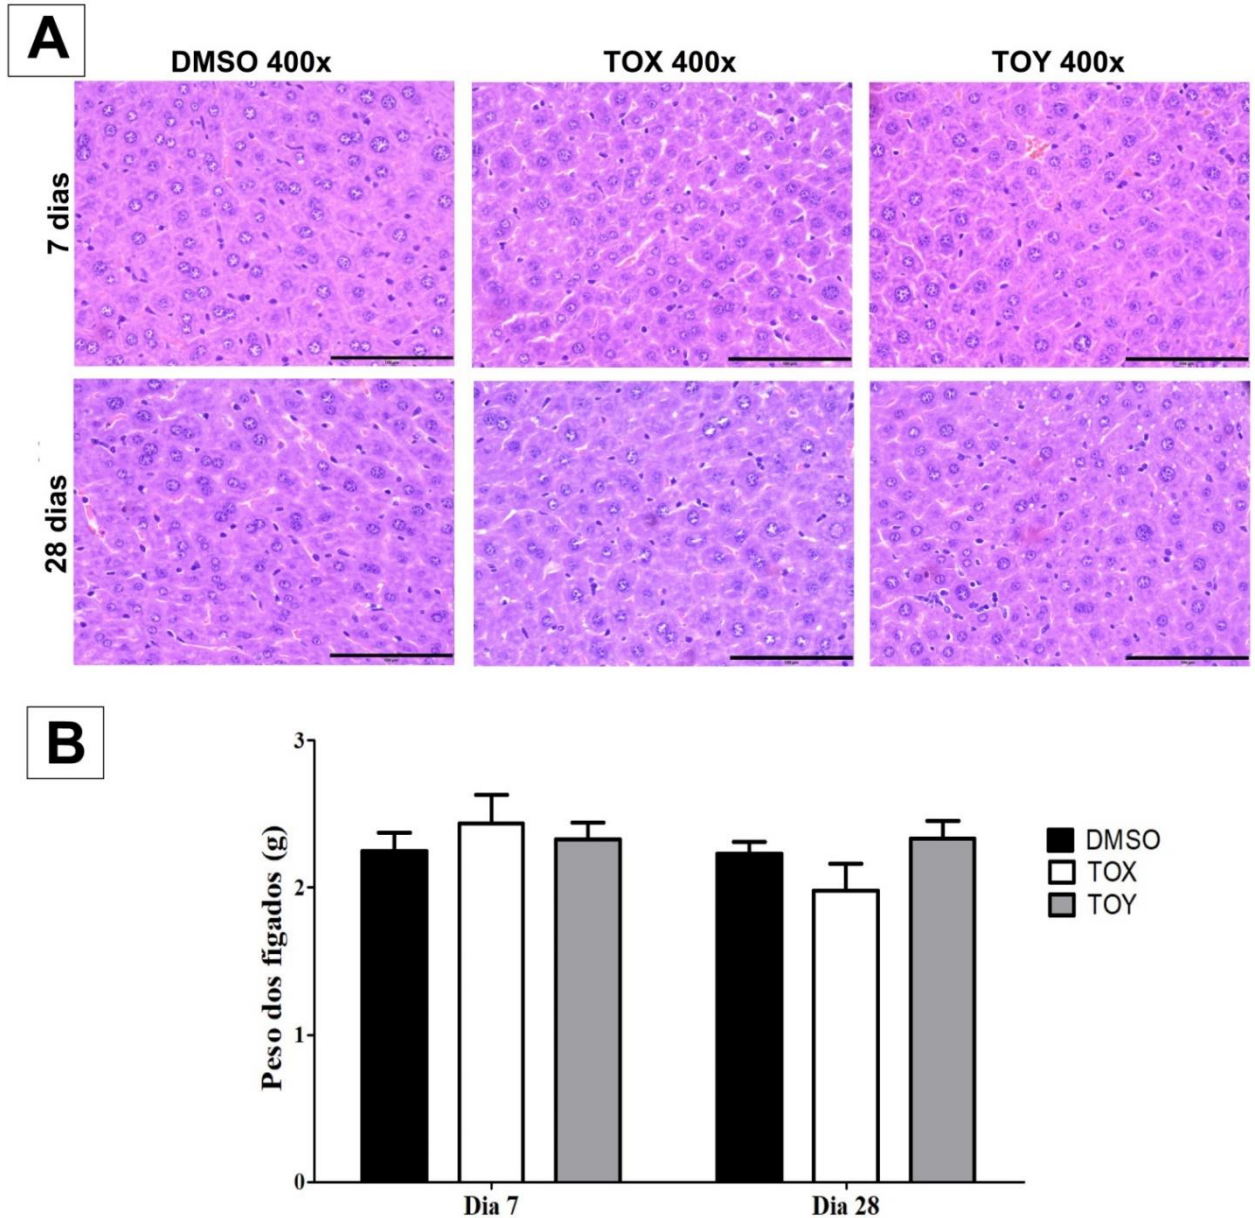 A
DMSO 400x
TOX 400x
TOY 400x
7 dias
28 dias
B
Peso dos fígados (g)
3
2
1
0
Dia 7
Dia 28
DMSO
TOX
TOY